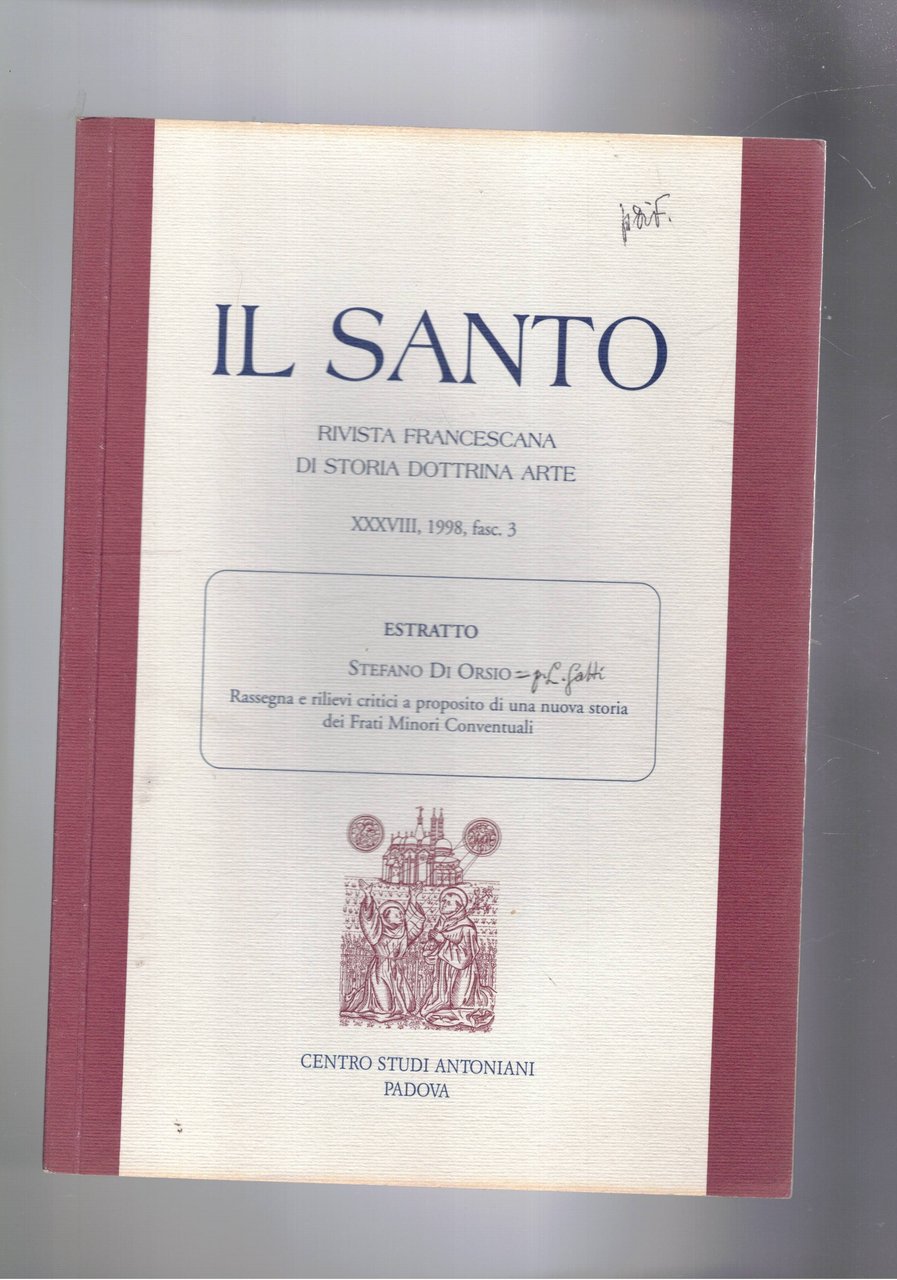 IL SANTO
RIVISTA FRANCESCANA
DI STORIA DOTTRINA ARTE
XXXVIII, 1998, fasc. 3
ESTRATTO
STEFANO DI ORSIO = p. L. Gatti
Rassegna e rilievi critici a proposito di una nuova storia
dei Frati Minori Conventuali
CENTRO STUDI ANTONIANI
PADOVA